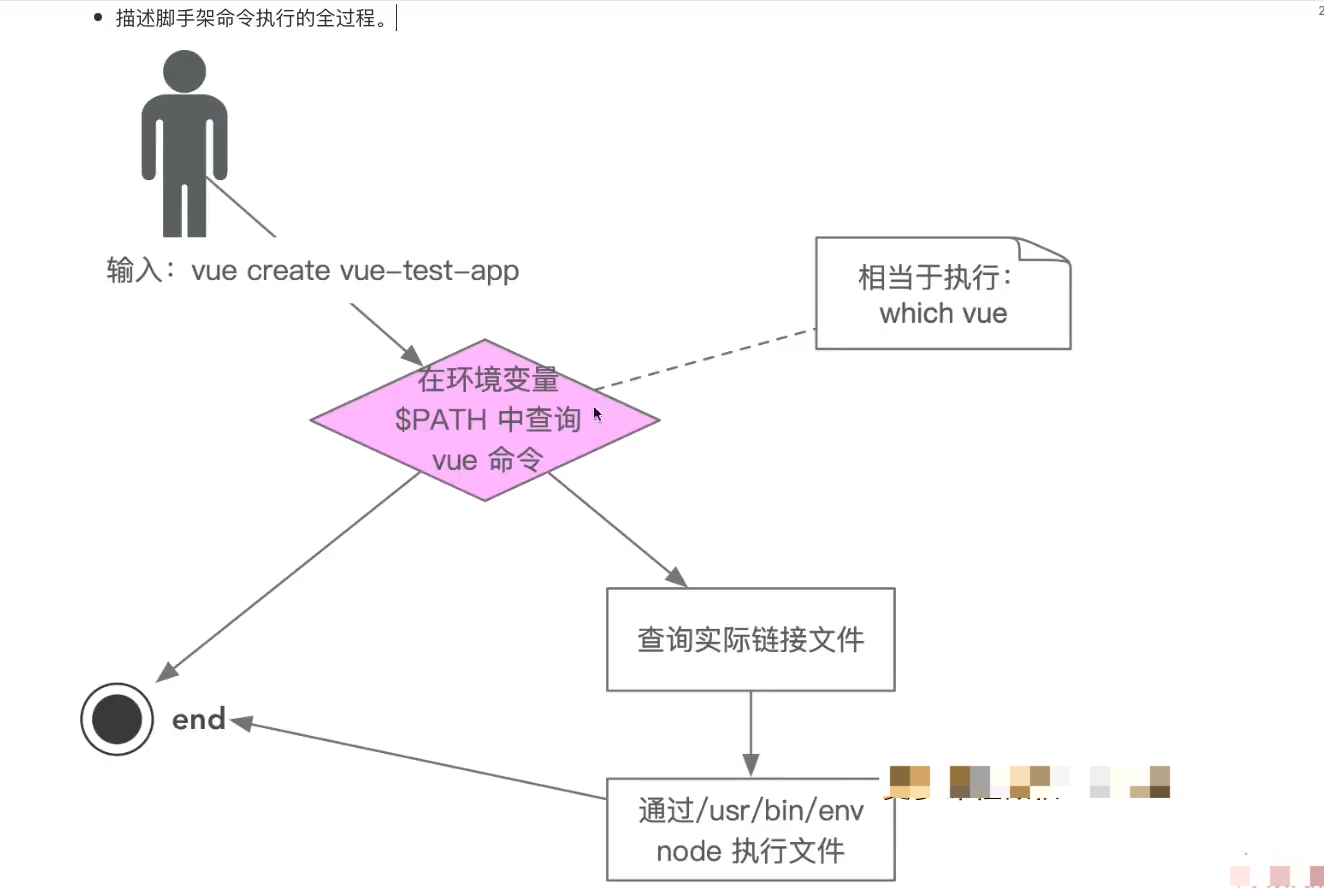 描述脚手架命令执行的全过程。
2
输入：vue create vue-test-app
相当于执行：
which vue
在环境变量
$PATH 中查询
vue 命令
查询实际链接文件
end
通过/usr/bin/env
node 执行文件